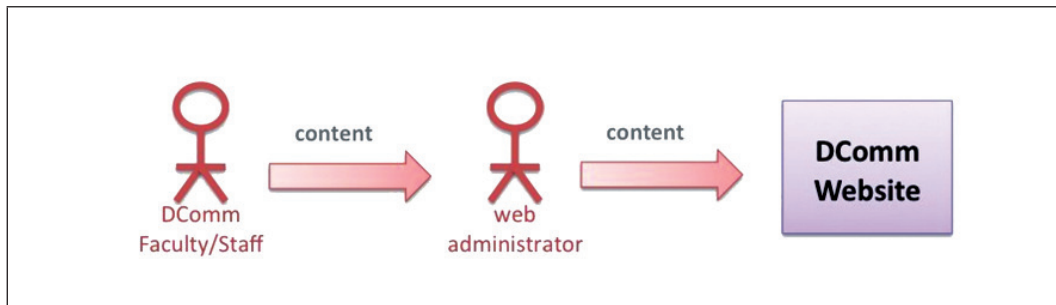 content
content
DComm
Website
DComm
Faculty/Staff
web
administrator